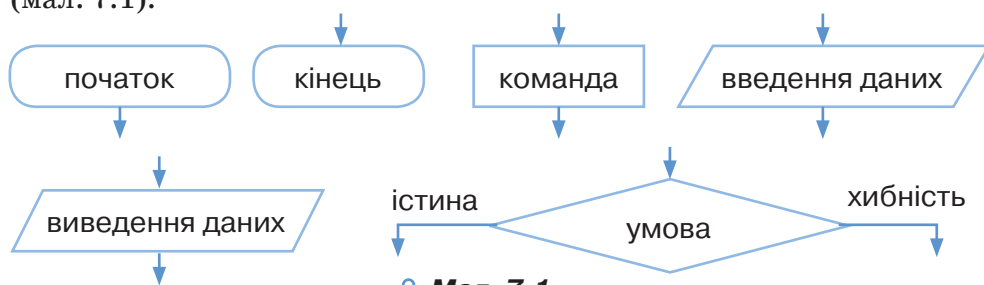 (мал. 7.1).
початок кінець команда введення даних
істина хибність
виведення даних умова
Мал. 7.1